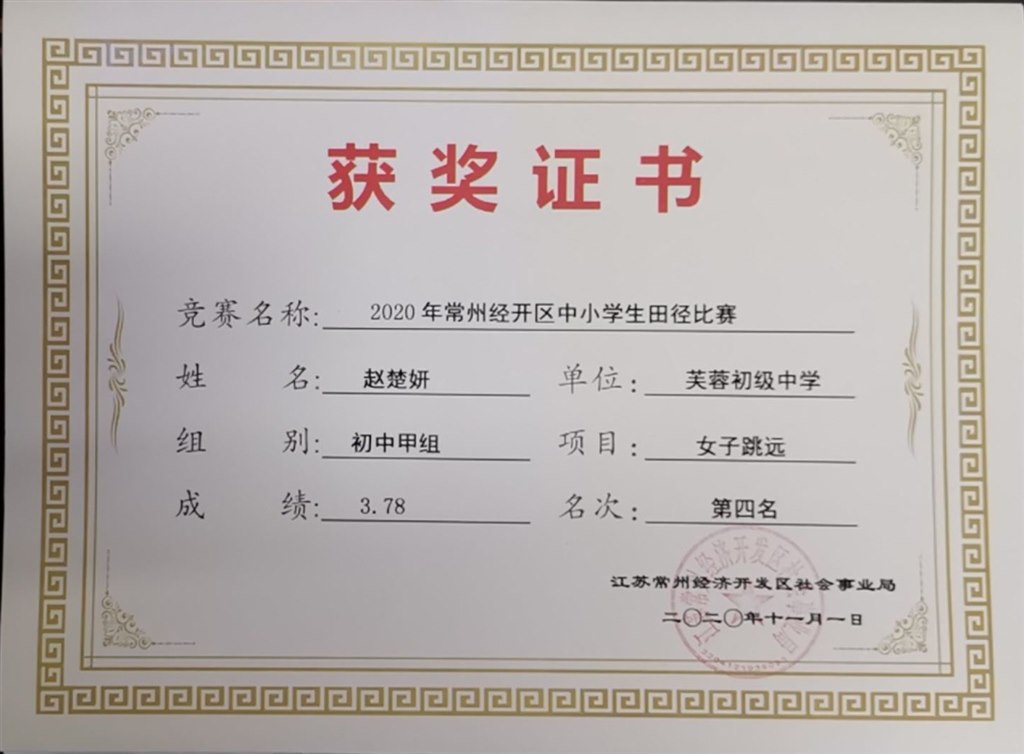 获奖证书
竞赛名称: 2020年常州经开区中小学生田径比赛
姓名: 赵楚妍 单位: 芙蓉初级中学
组别: 初中甲组 项目: 女子跳远
成绩: 3.78 名次: 第四名
江苏常州经济开发区社会事业局
二〇二〇年十一月一日